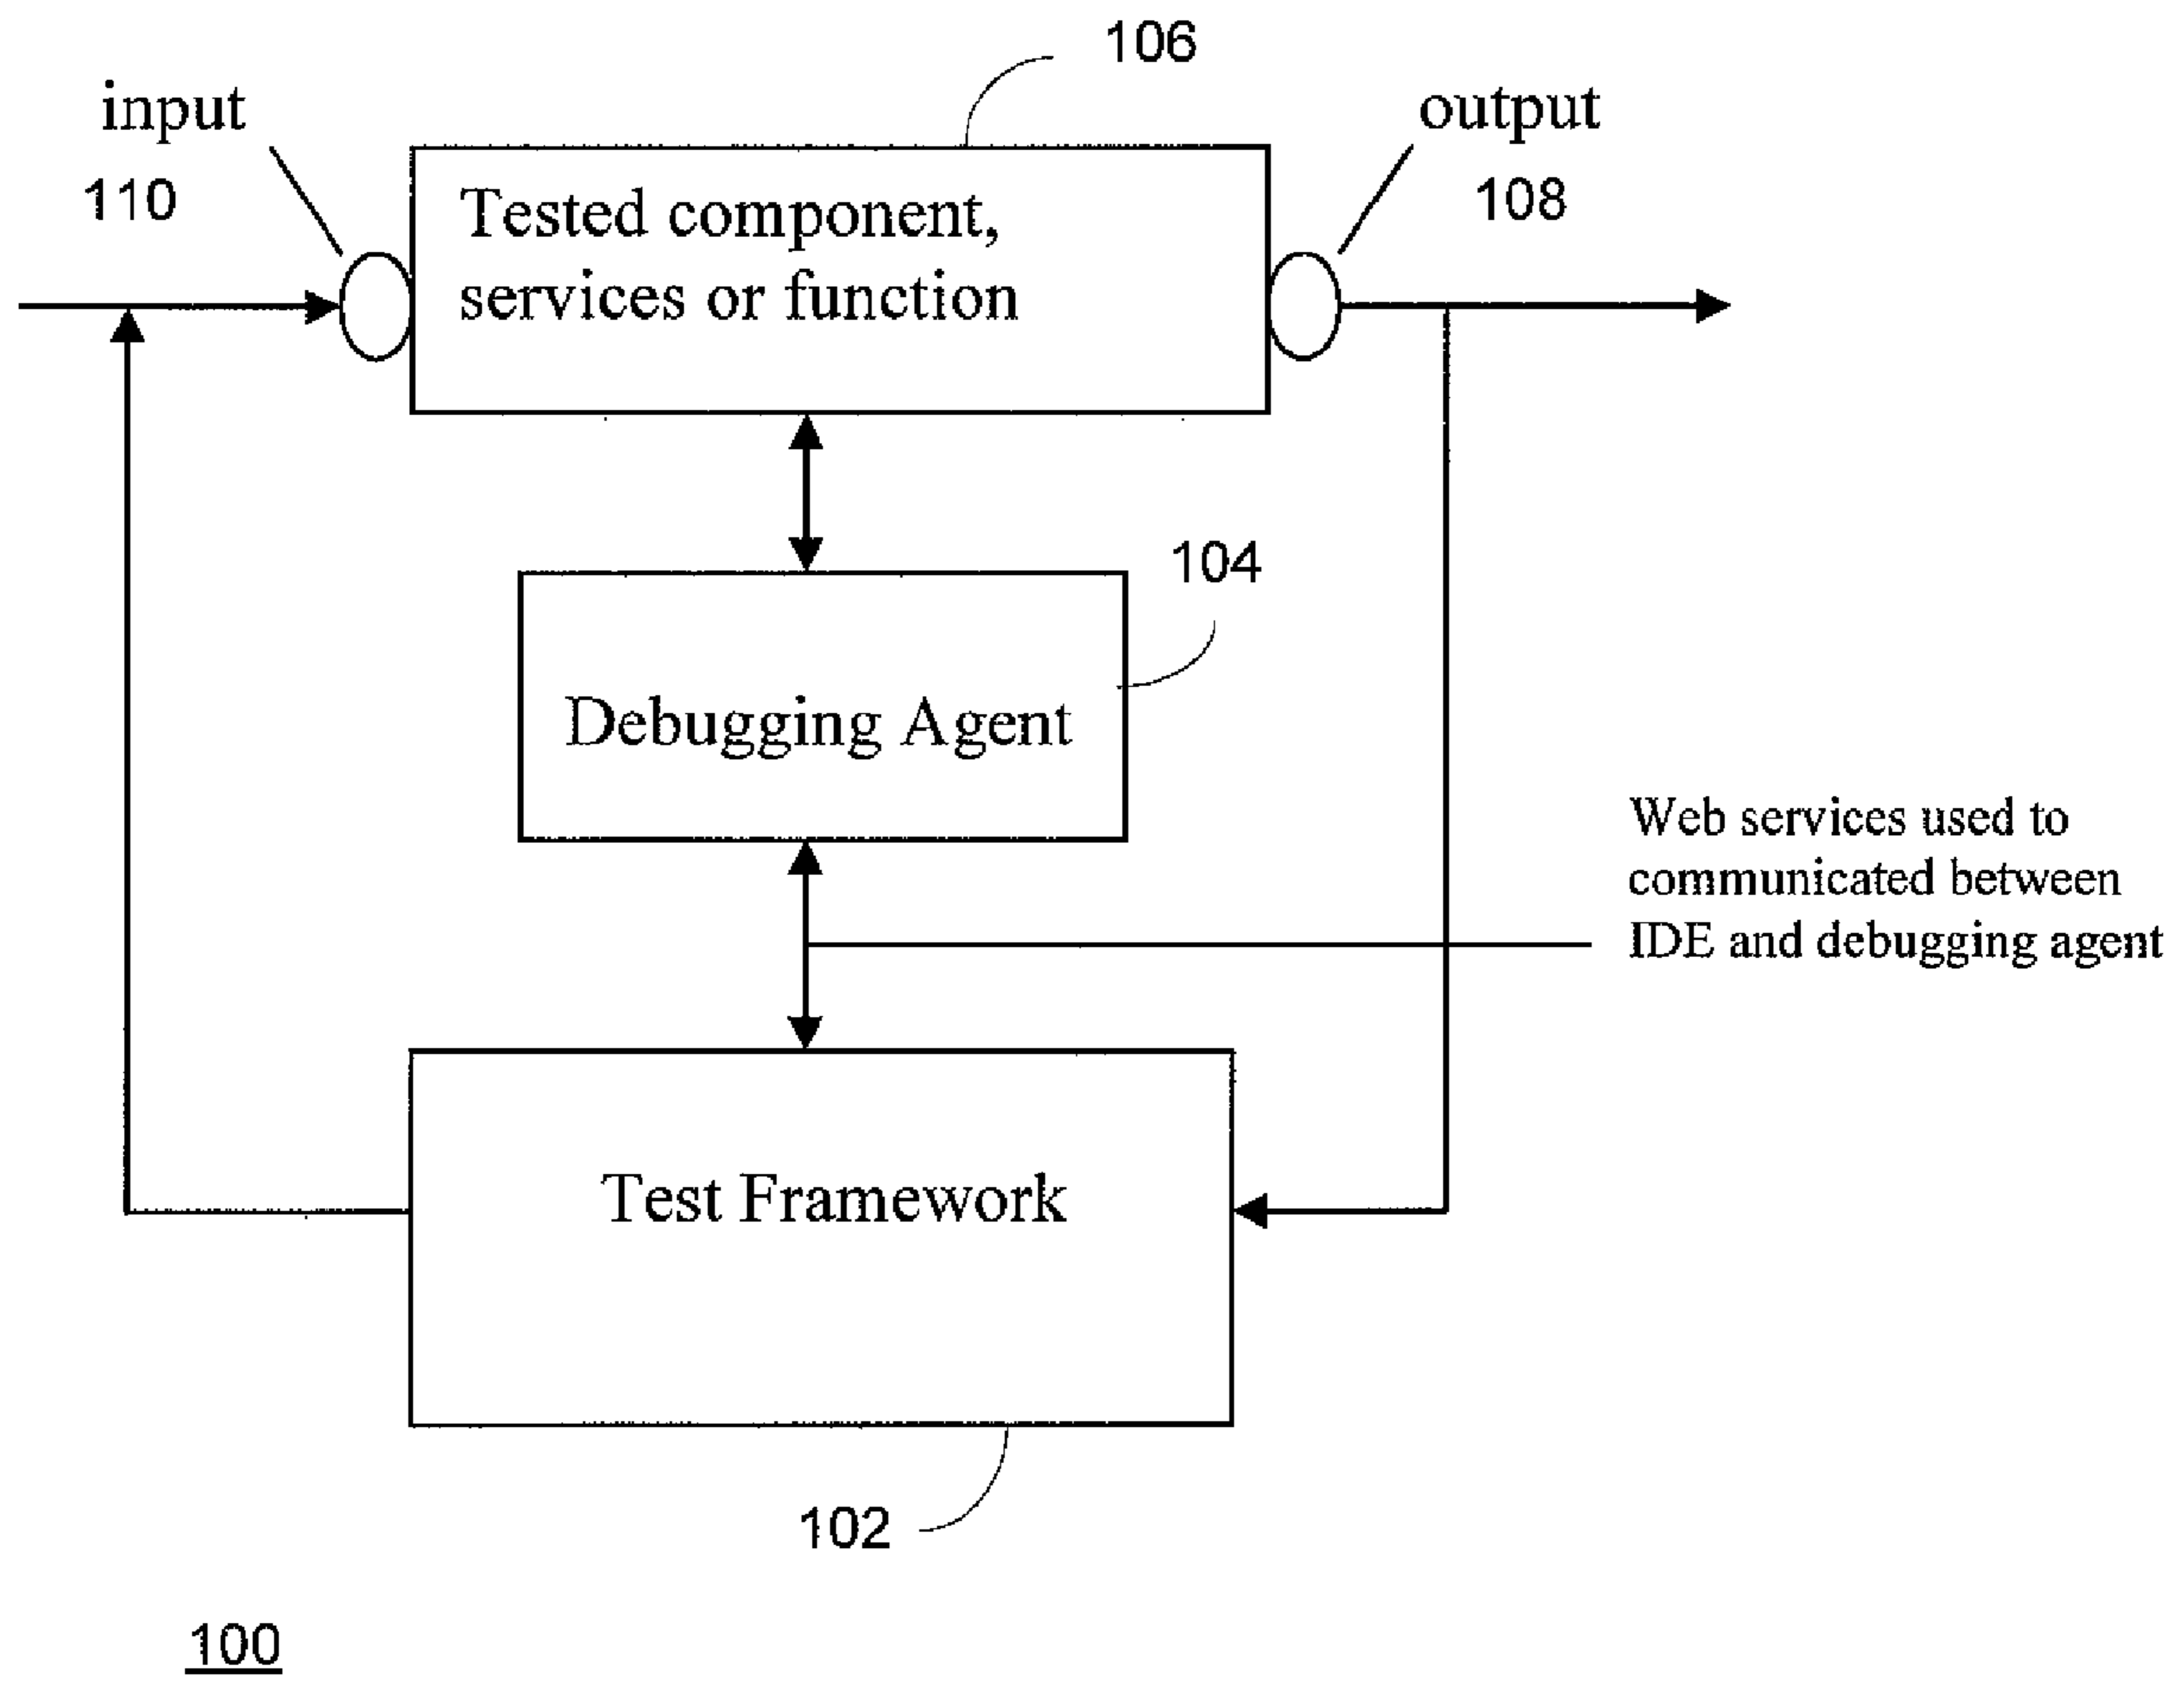 106
input
output
110
108
Tested component,
services or function
104
Debugging Agent
Web services used to
communicated between
IDE and debugging agent
Test Framework
102
100